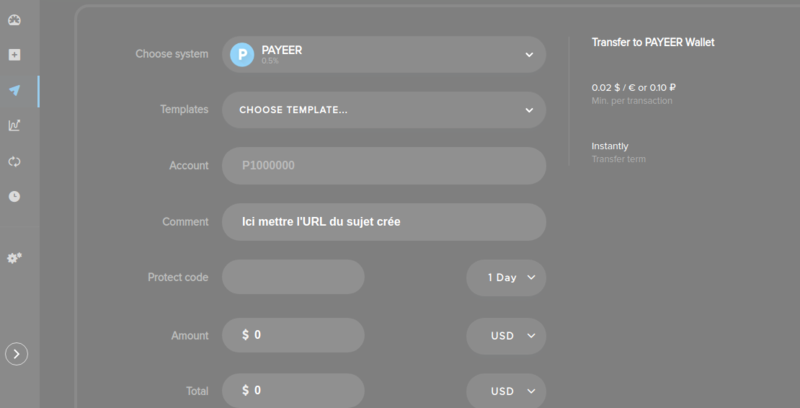 Choose system
P
PAYEER
0.5%
Templates
CHOOSE TEMPLATE...
Account
P1000000
Comment
Ici mettre l'URL du sujet crée
Protect code
1 Day
Amount
$ 0
USD
Total
$ 0
USD
Transfer to PAYEER Wallet
0.02 $ / € or 0.10 ₽
Min. per transaction
Instantly
Transfer term